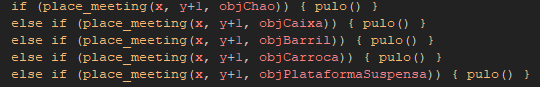 if (place_meeting(x, y+1, objChao)) { pulo() }
else if (place_meeting(x, y+1, objCaixa)) { pulo() }
else if (place_meeting(x, y+1, objBarril)) { pulo() }
else if (place_meeting(x, y+1, objCarroca)) { pulo() }
else if (place_meeting(x, y+1, objPlataformaSuspensa)) { pulo() }